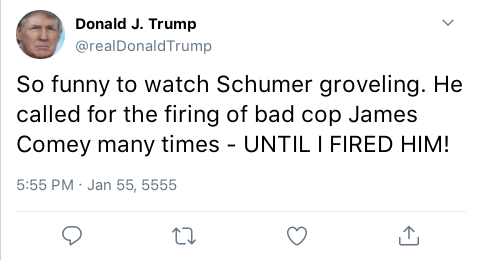 Donald J. Trump
@realDonaldTrump
So funny to watch Schumer groveling. He
called for the firing of bad cop James
Comey many times - UNTIL I FIRED HIM!
5:55 PM · Jan 55, 5555